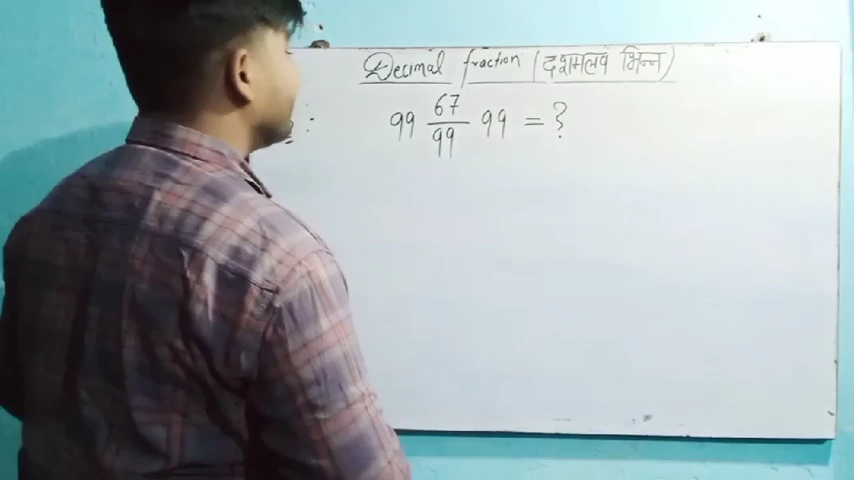 Decimal fraction (दशमलव भिन्न)
99 67/99 99 = ?